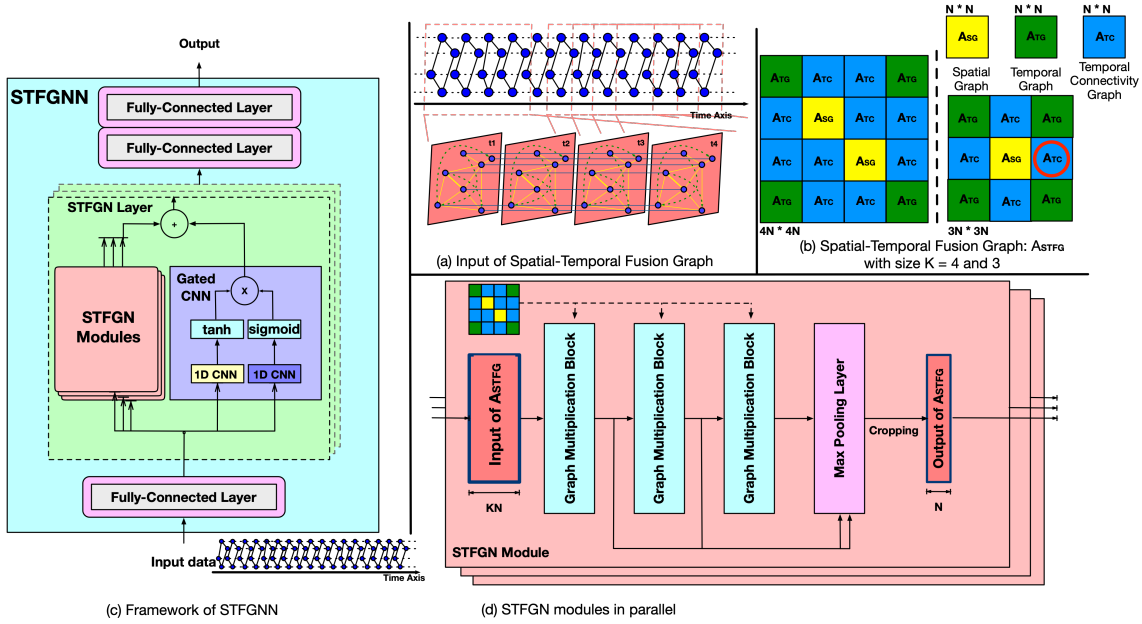 Output
STFGNN
Fully-Connected Layer
Fully-Connected Layer
STFGN Layer
+
STFGN
Modules
Gated
CNN
x
tanh
sigmoid
1D CNN
1D CNN
Fully-Connected Layer
Input data
Time Axis
(c) Framework of STFGNN
Time Axis
t1
t2
t3
t4
(a) Input of Spatial-Temporal Fusion Graph
N * N
N * N
N * N
ASG
ATG
ATC
Spatial
Graph
Temporal
Graph
Temporal
Connectivity
Graph
ATG ATC ATC ATG
ATC ASG ATC ATC
ATC ATC ASG ATC
ATG ATC ATC ATG
4N * 4N
ATG ATC ATG
ATC ASG ATC
ATG ATC ATG
3N * 3N
(b) Spatial-Temporal Fusion Graph: ASTFG
with size K = 4 and 3
Input of ASTFG
KN
Graph Multiplication Block
Graph Multiplication Block
Graph Multiplication Block
Max Pooling Layer
Cropping
Output of ASTFG
N
STFGN Module
(d) STFGN modules in parallel